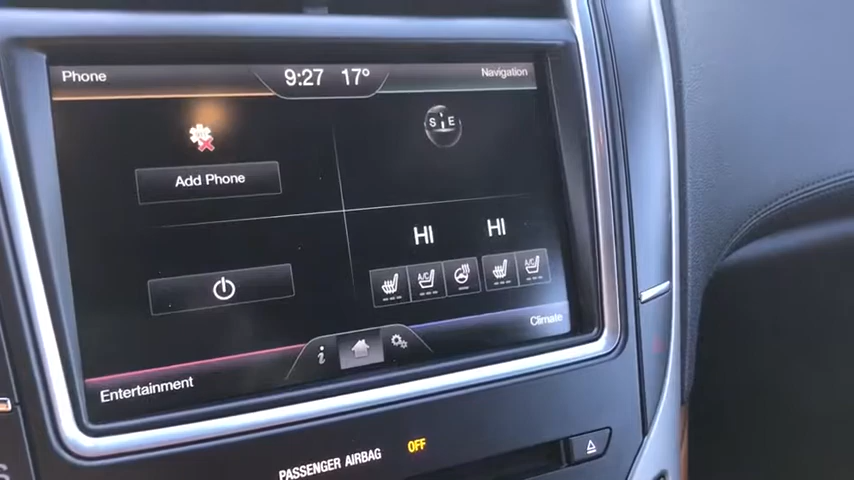 Phone 9:27 17° Navigation
S E
Add Phone
HI HI
A/C A/C
Entertainment i Climate
PASSENGER AIRBAG OFF